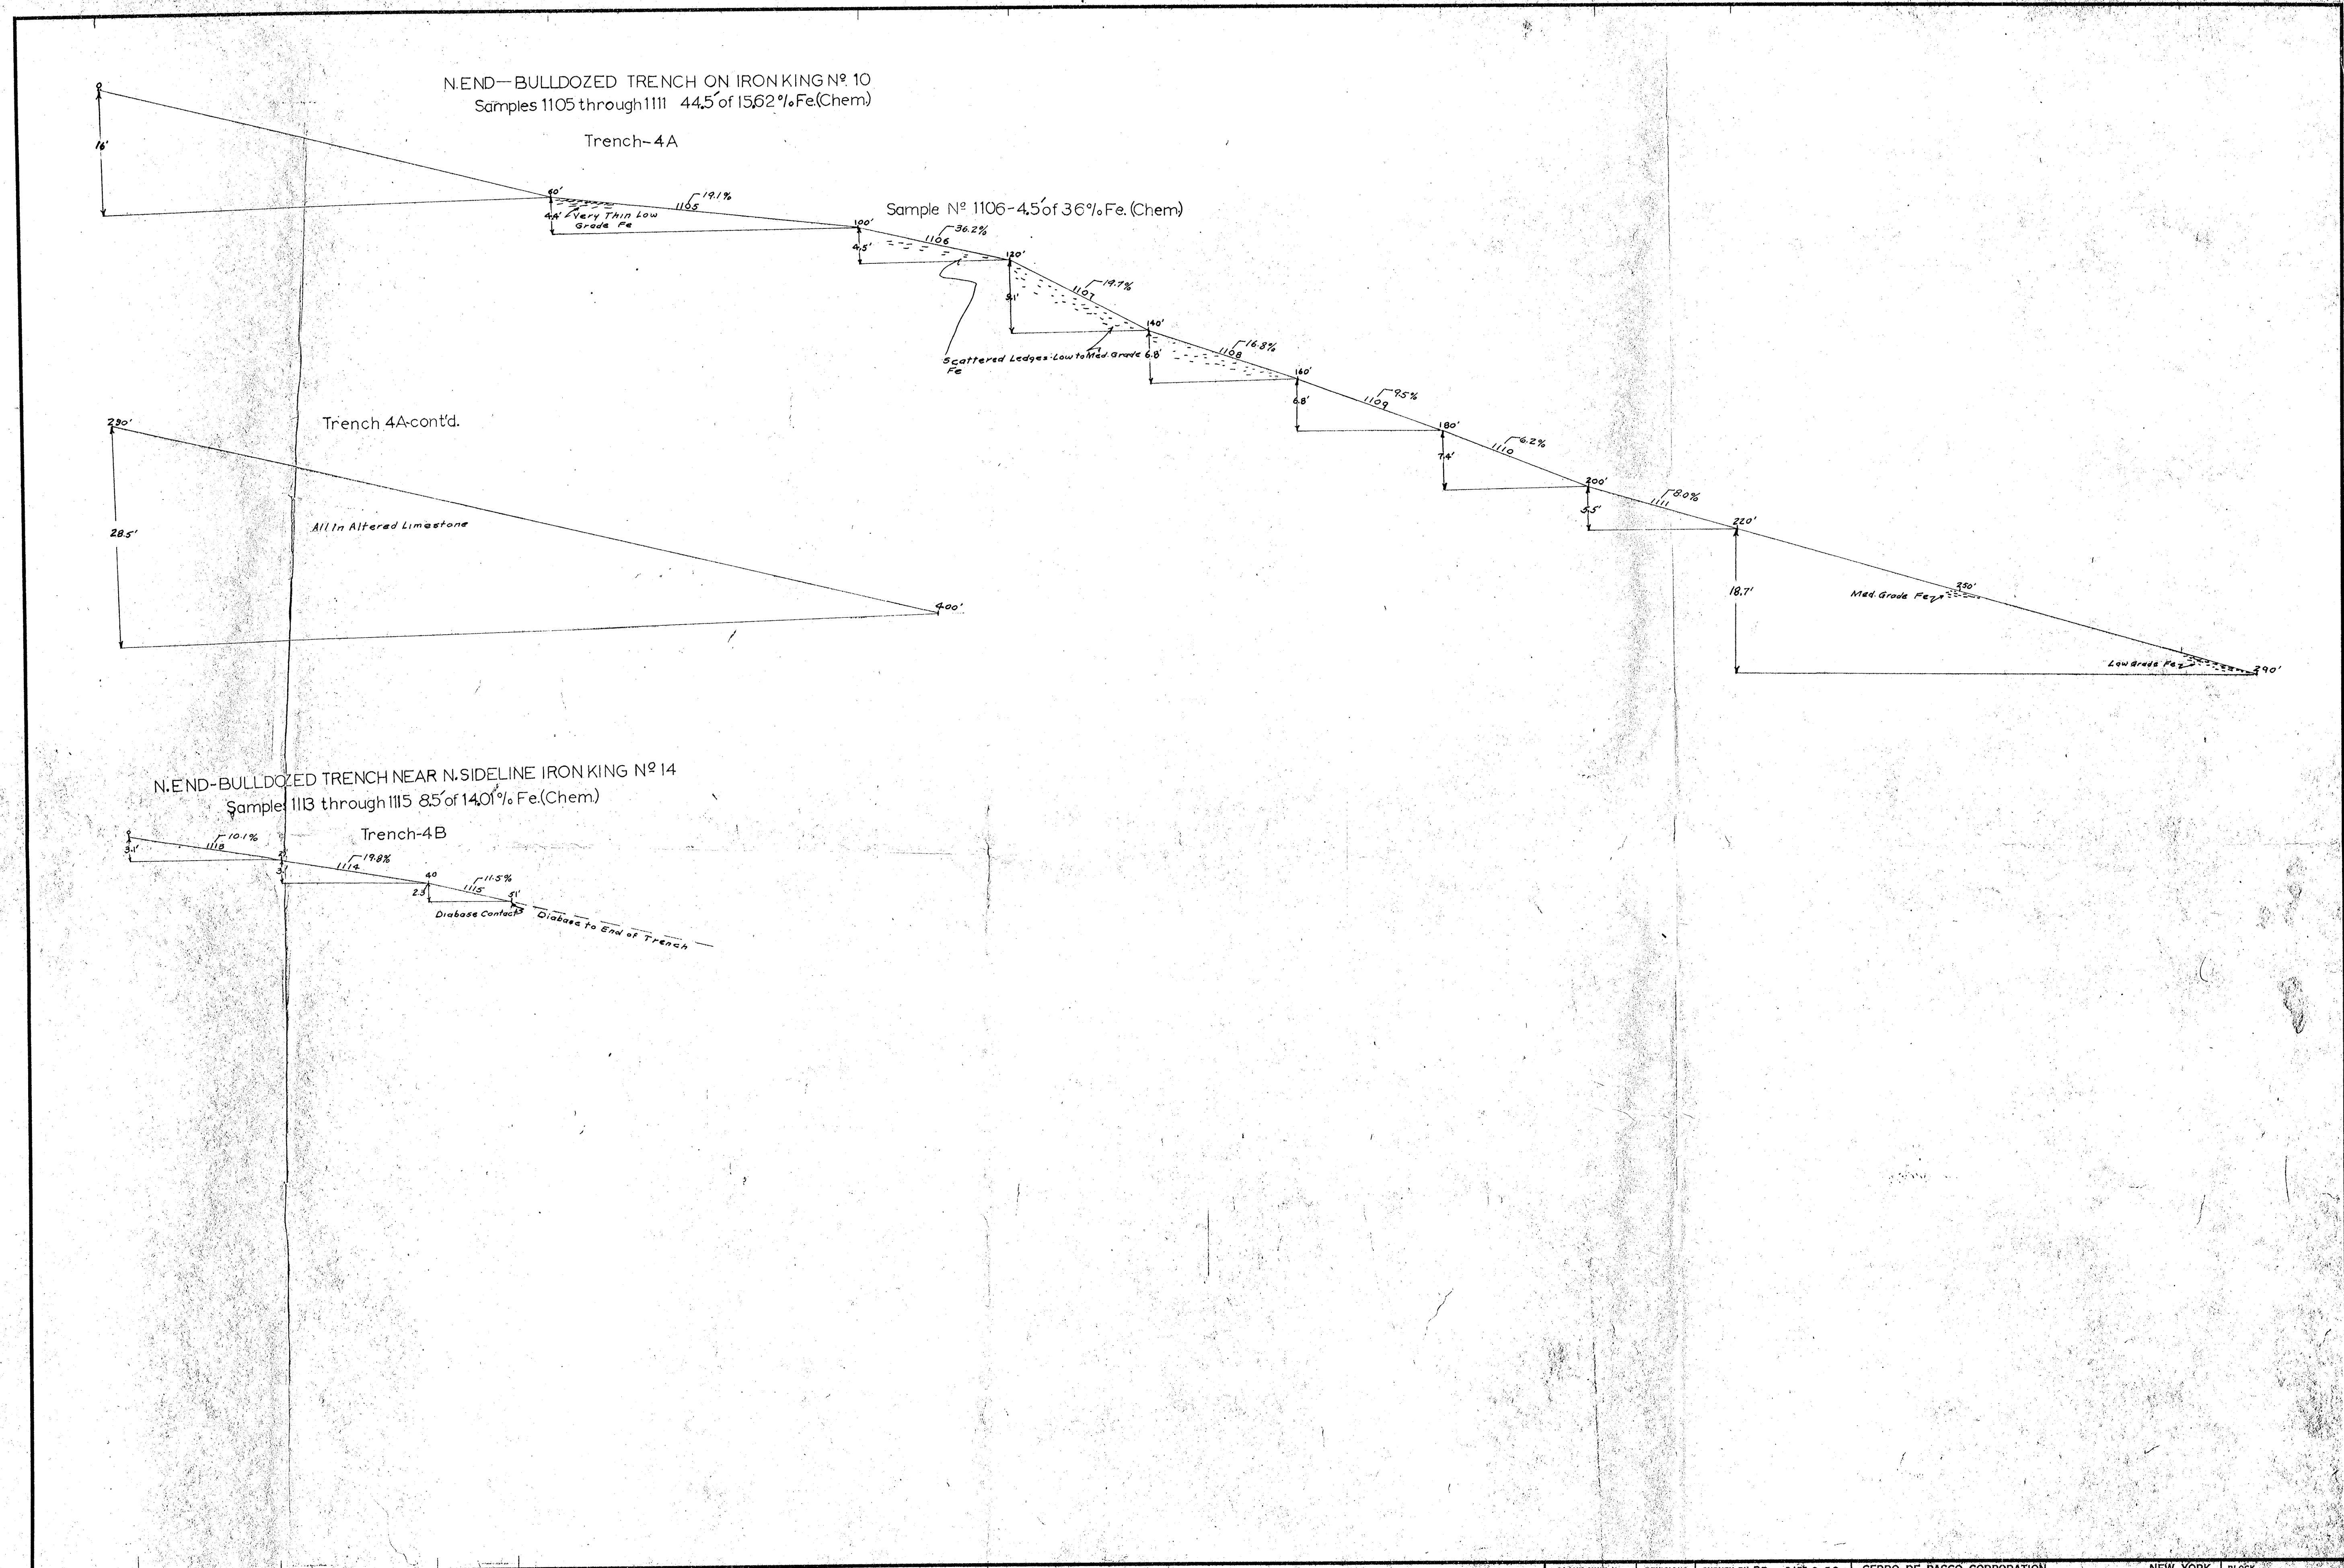 N. END—BULLDOZED TRENCH ON IRON KING Nº 10
Samples 1105 through 1111 44.5' of 15.62% Fe.(Chem.)
Trench-4A
0
16'
60'
4.4'
Very Thin Low
Grade Fe
1105
19.1%
Sample Nº 1106-4.5' of 36% Fe. (Chem.)
100'
4.5'
1106
36.2%
120'
9.1'
1107
19.7%
Scattered Ledges-Low to Med. Grade
Fe
140'
6.8'
1108
16.8%
160'
6.8'
1109
9.5%
180'
7.4'
1110
6.2%
200'
5.5'
1111
8.0%
220'
18.7'
250'
Med. Grade Fe
Low Grade Fe
290'
Trench 4A-cont'd.
290'
28.5'
All In Altered Limestone
400'
N. END-BULLDOZED TRENCH NEAR N. SIDELINE IRON KING Nº 14
Sample 1113 through 1115 8.5' of 14.01% Fe.(Chem.)
Trench-4B
0
3.1'
1113
10.1%
1114
19.8%
40
2.3'
1115
11.5%
51'
Diabase Contact
Diabase to End of Trench
CERRO DE PASCO CORPORATION
NEW YORK